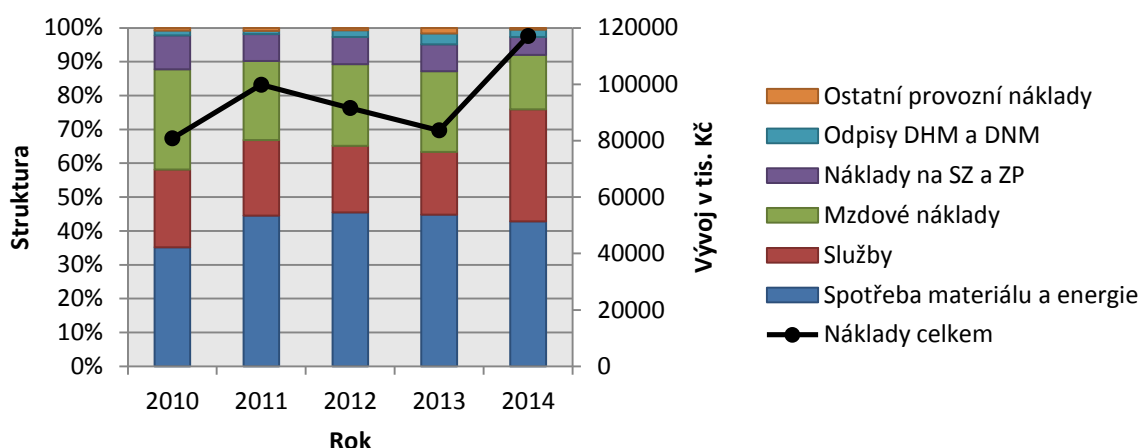 100%
90%
80%
70%
60%
50%
40%
30%
20%
10%
0%
Struktura
120000
100000
80000
60000
40000
20000
0
Vývoj v tis. Kč
2010 2011 2012 2013 2014
Rok
Ostatní provozní náklady
Odpisy DHM a DNM
Náklady na SZ a ZP
Mzdové náklady
Služby
Spotřeba materiálu a energie
Náklady celkem